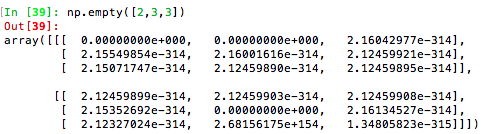 In [39]: np.empty([2,3,3])
Out[39]:
array([[[ 0.00000000e+000, 0.00000000e+000, 2.16042977e-314],
[ 2.15549854e-314, 2.16001616e-314, 2.12459921e-314],
[ 2.15071747e-314, 2.12459890e-314, 2.12459895e-314]],
[[ 2.12459899e-314, 2.12459903e-314, 2.12459908e-314],
[ 2.15352692e-314, 0.00000000e+000, 2.16134527e-314],
[ 2.12327024e-314, 2.68156175e+154, 1.34805823e-315]]])